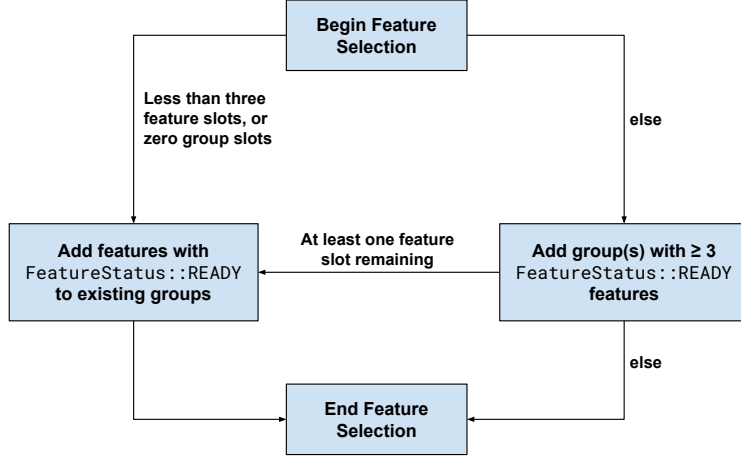 Begin Feature
Selection
Less than three
feature slots, or
zero group slots
else
Add features with
FeatureStatus::READY
to existing groups
At least one feature
slot remaining
Add group(s) with ≥ 3
FeatureStatus::READY
features
else
End Feature
Selection